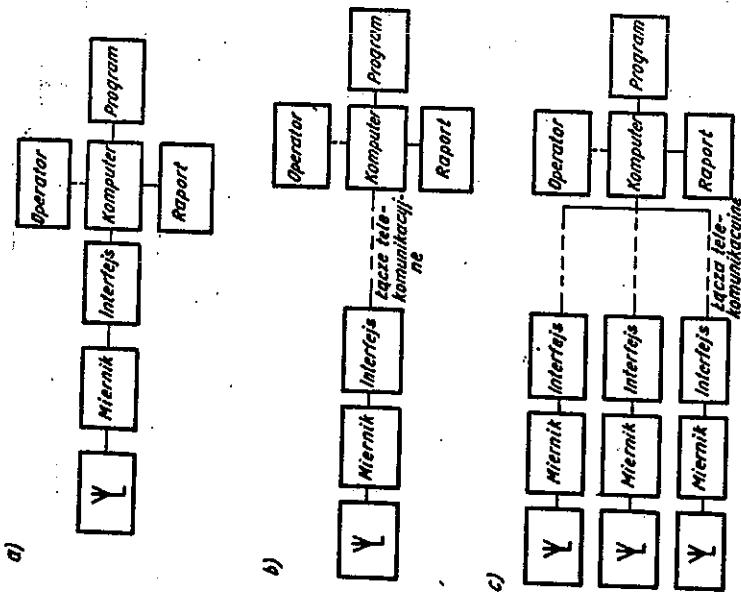 a)
Miernik
Interfejs
Operator
Komputer
Program
Raport
b)
Miernik
Interfejs
Łącze tele-
komunikacyj-
ne
Operator
Komputer
Program
Raport
c)
Miernik
Interfejs
Miernik
Interfejs
Miernik
Interfejs
Łącza tele-
komunikacyjne
Operator
Komputer
Program
Raport